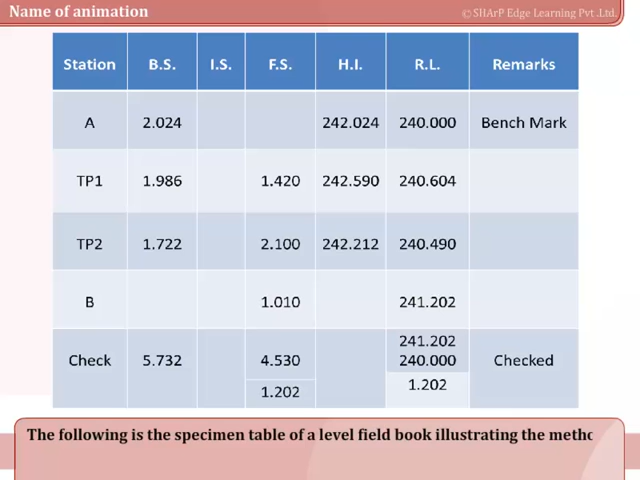 Name of animation
© SHArP Edge Learning Pvt .Ltd.
Station B.S. I.S. F.S. H.I. R.L. Remarks
A 2.024 242.024 240.000 Bench Mark
TP1 1.986 1.420 242.590 240.604
TP2 1.722 2.100 242.212 240.490
B 1.010 241.202
241.202
Check 5.732 4.530 240.000 Checked
1.202 1.202
The following is the specimen table of a level field book illustrating the